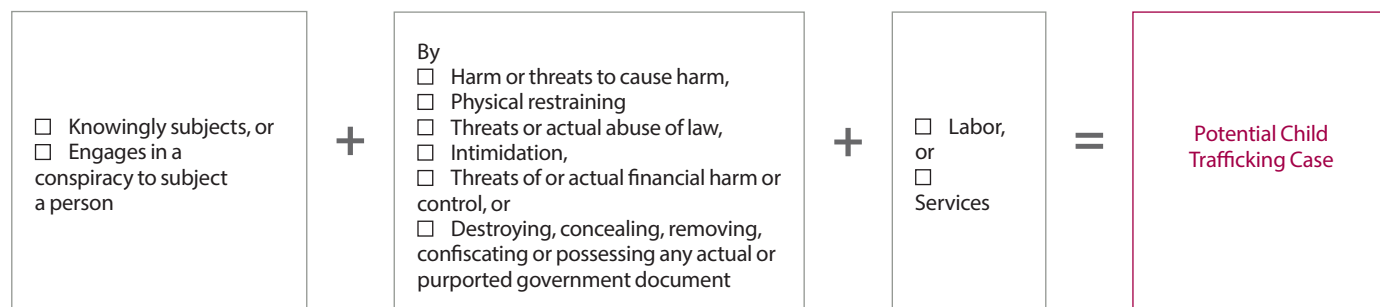 ☐ Knowingly subjects, or
☐ Engages in a
conspiracy to subject
a person
+
By
☐ Harm or threats to cause harm,
☐ Physical restraining
☐ Threats or actual abuse of law,
☐ Intimidation,
☐ Threats of or actual financial harm or
control, or
☐ Destroying, concealing, removing,
confiscating or possessing any actual or
purported government document
+
☐ Labor,
or
☐
Services
=
Potential Child
Trafficking Case